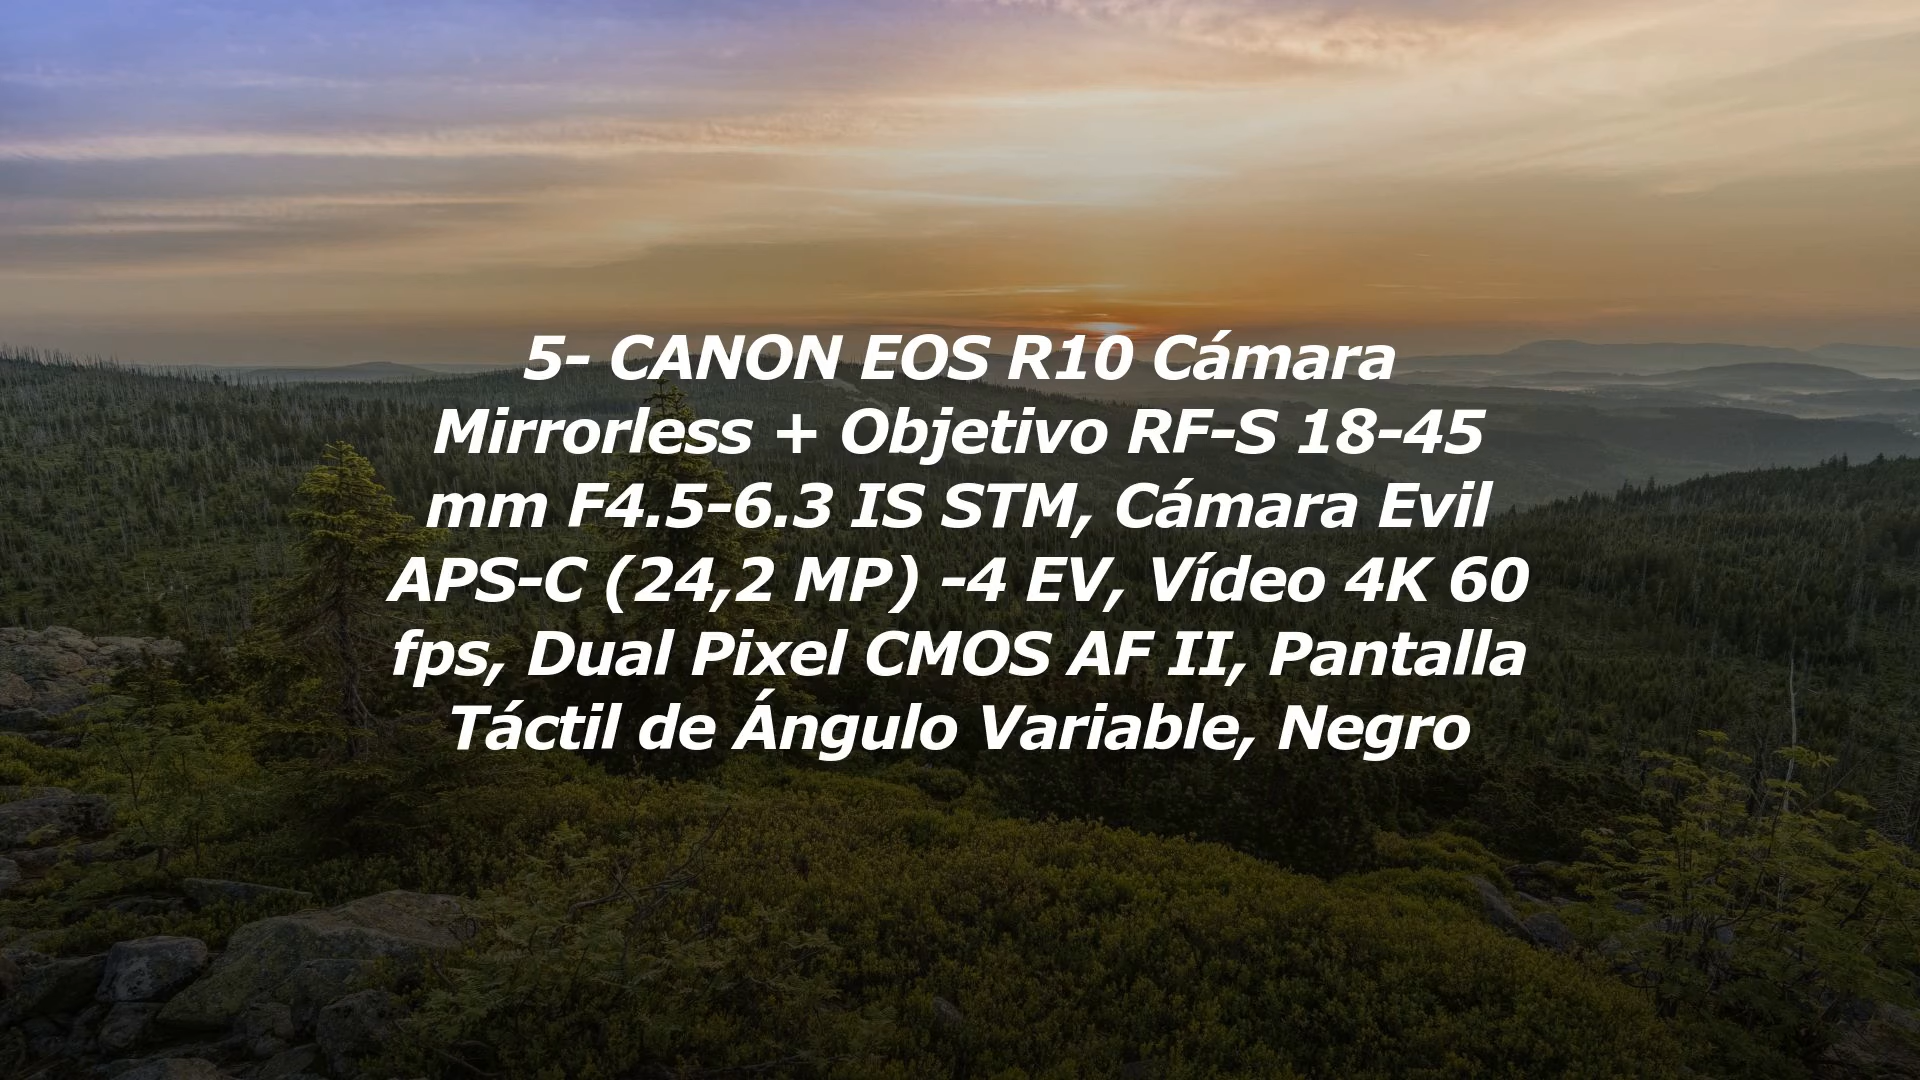 5- CANON EOS R10 Cámara
Mirrorless + Objetivo RF-S 18-45
mm F4.5-6.3 IS STM, Cámara Evil
APS-C (24,2 MP) -4 EV, Vídeo 4K 60
fps, Dual Pixel CMOS AF II, Pantalla
Táctil de Ángulo Variable, Negro